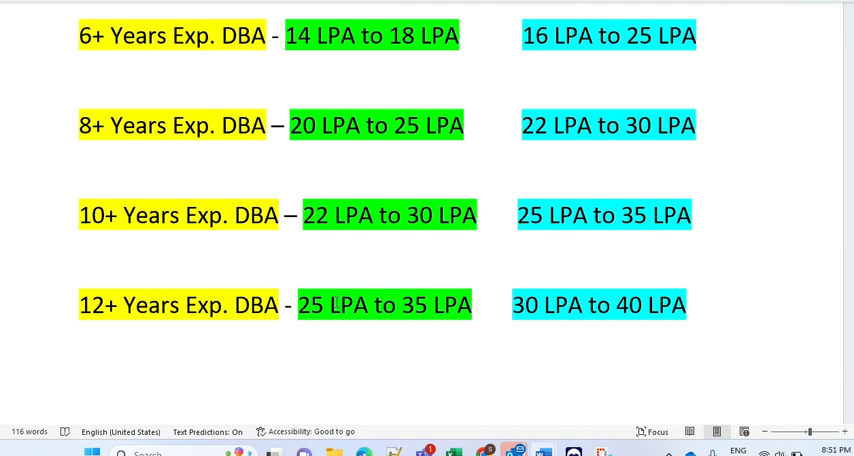 6+ Years Exp. DBA - 14 LPA to 18 LPA 16 LPA to 25 LPA
8+ Years Exp. DBA – 20 LPA to 25 LPA 22 LPA to 30 LPA
10+ Years Exp. DBA – 22 LPA to 30 LPA 25 LPA to 35 LPA
12+ Years Exp. DBA - 25 LPA to 35 LPA 30 LPA to 40 LPA
116 words English (United States) Text Predictions: On Accessibility: Good to go Focus
Search 1 S ENG 8:51 PM